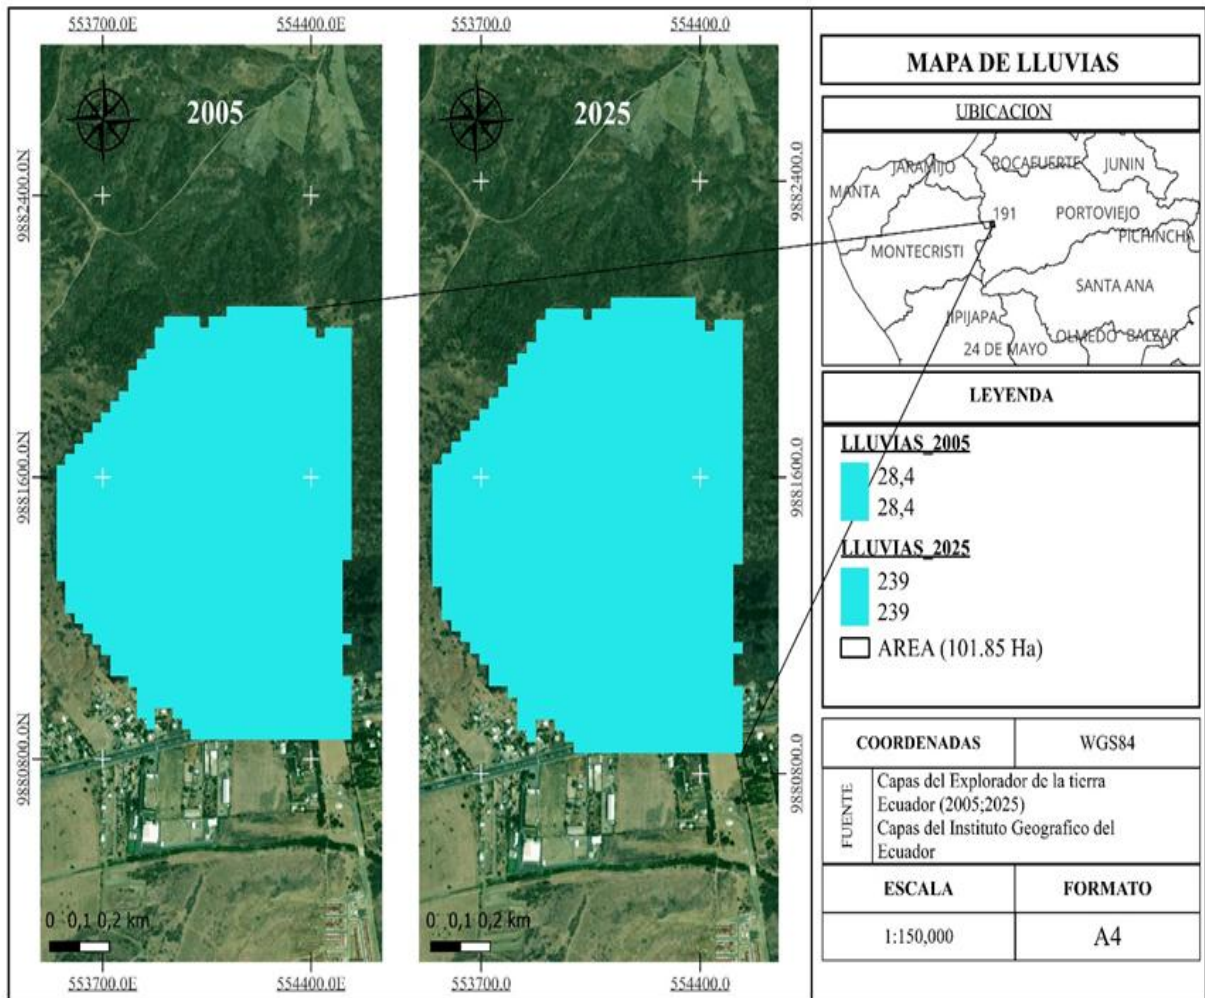 553700.0E 554400.0E
553700.0 554400.0
2005
2025
9882400.0N
9881600.0N
9880800.0N
9882400.0
9881600.0
9880800.0
0 0,1 0,2 km
0 0,1 0,2 km
553700.0E 554400.0E
553700.0 554400.0
MAPA DE LLUVIAS
UBICACION
JARAMIJO
ROCAFUERTE
JUNIN
MANTA
191
PORTOVIEJO
PICHINCHA
MONTECRISTI
SANTA ANA
JIPIJAPA
OLMEDO
24 DE MAYO
LEYENDA
LLUVIAS_2005
28,4
28,4
LLUVIAS_2025
239
239
AREA (101.85 Ha)
COORDENADAS WGS84
FUENTE
Capas del Explorador de la tierra
Ecuador (2005;2025)
Capas del Instituto Geografico del
Ecuador
ESCALA FORMATO
1:150,000 A4